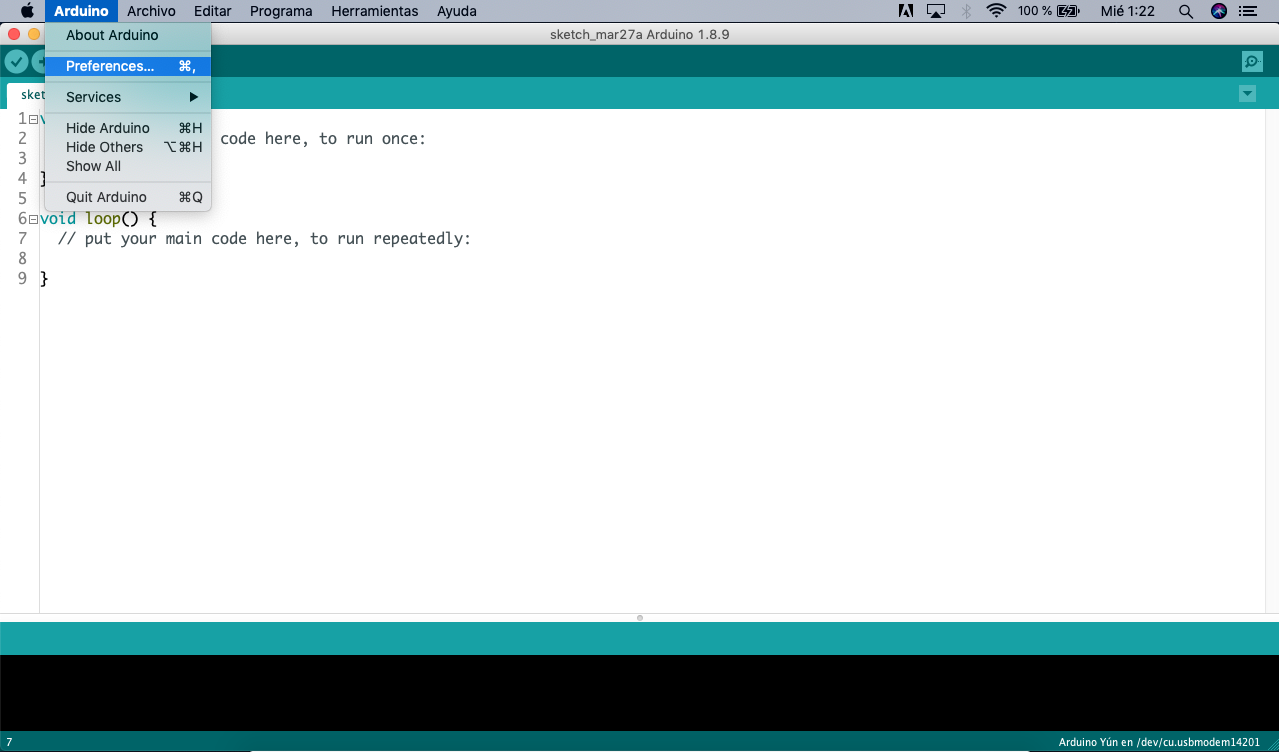 Arduino Archivo Editar Programa Herramientas Ayuda 100 % Mié 1:22
sketch_mar27a Arduino 1.8.9
About Arduino
Preferences... ⌘,
Services ▶
Hide Arduino ⌘H
Hide Others ⌥⌘H
Show All
Quit Arduino ⌘Q
1
2 code here, to run once:
3
4 }
5
6 void loop() {
7 // put your main code here, to run repeatedly:
8
9 }
7 Arduino Yún en /dev/cu.usbmodem14201